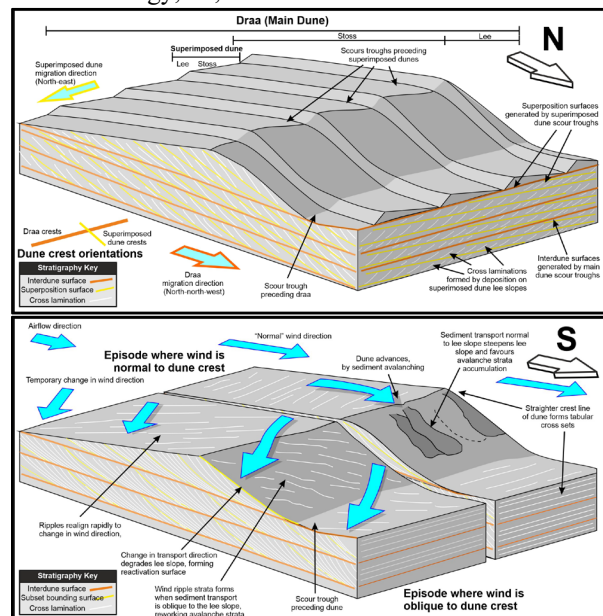 Draa (Main Dune)
Stoss
Lee
Superimposed dune
Lee Stoss
Superimposed dune
migration direction
(North-east)
Scours troughs preceding
superimposed dunes
N
Superposition surfaces
generated by superimposed
dune scour troughs
Draa crests
Superimposed
dune crests
Dune crest orientations
Stratigraphy Key
Interdune surface
Superposition surface
Cross lamination
Draa
migration direction
(North-north-west)
Scour trough
preceding draa
Cross laminations
formed by deposition on
superimposed dune lee slopes
Interdune surfaces
generated by main
dune scour troughs
Airflow direction
Episode where wind is
normal to dune crest
"Normal" wind direction
Dune advances,
by sediment avalanching
Sediment transport normal
to lee slope steepens lee
slope and favours
avalanche strata
accumulation
S
Temporary change in wind direction
Straighter crest line
of dune forms tabular
cross sets
Ripples realign rapidly to
change in wind direction,
Change in transport direction
degrades lee slope, forming
reactivation surface
Wind ripple strata forms
when sediment transport
is oblique to the lee slope,
reworking avalanche strata
Scour trough
preceding dune
Episode where wind is
oblique to dune crest
Stratigraphy Key
Interdune surface
Subset bounding surface
Cross lamination